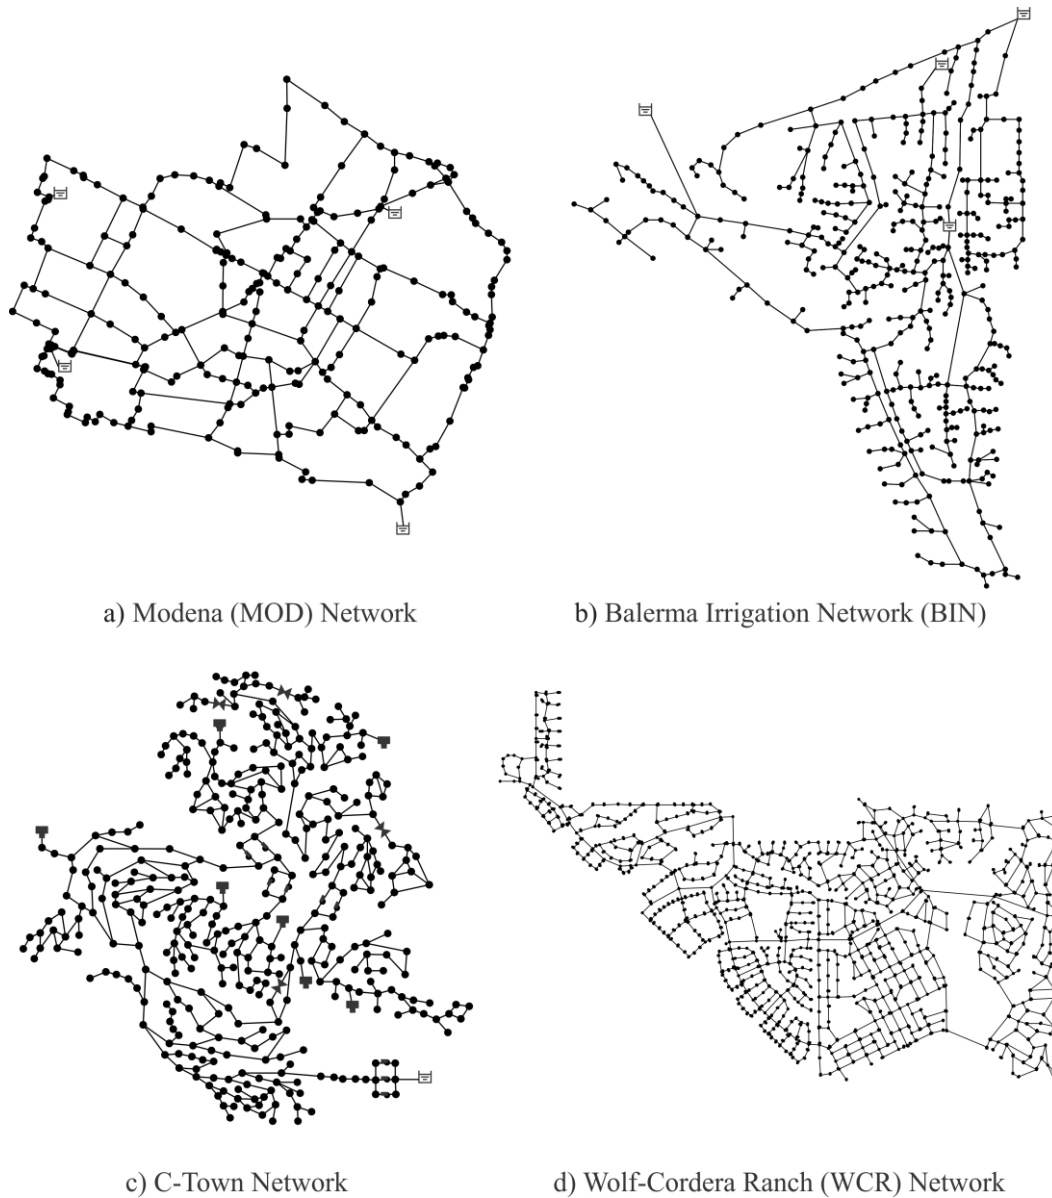 a) Modena (MOD) Network
b) Balerma Irrigation Network (BIN)
c) C-Town Network
d) Wolf-Cordera Ranch (WCR) Network